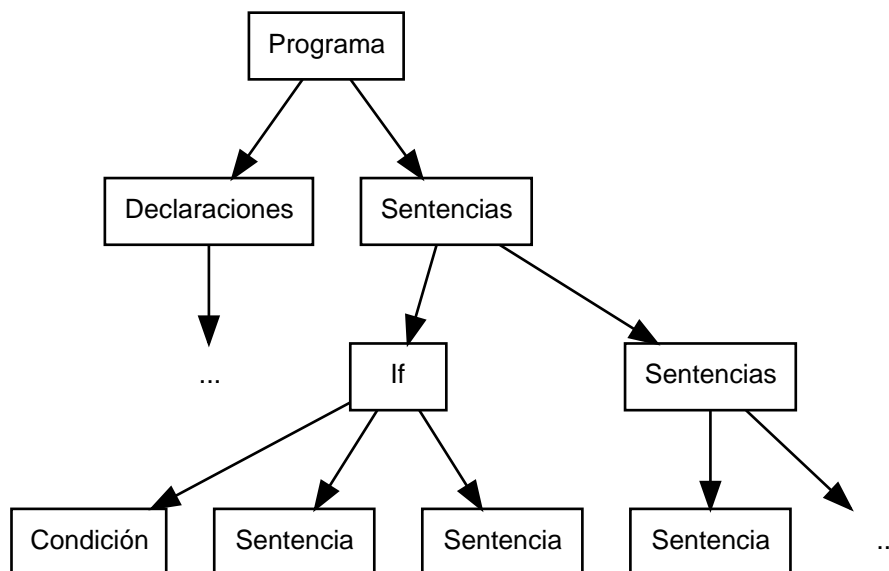 Programa
Declaraciones
Sentencias
...
If
Sentencias
Condición
Sentencia
Sentencia
Sentencia
..